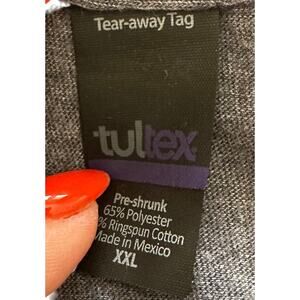 Tear-away Tag
tultex
Pre-shrunk
65% Polyester
% Ringspun Cotton
Made in Mexico
XXL